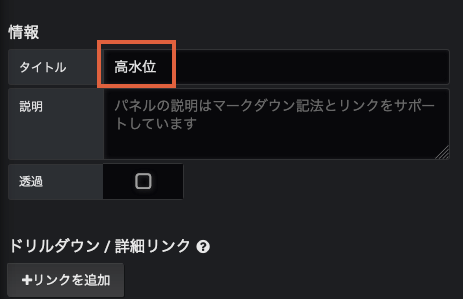 情報
タイトル
高水位
説明
パネルの説明はマークダウン記法とリンクをサポー
トしています
透過
ドリルダウン / 詳細リンク ?
+リンクを追加